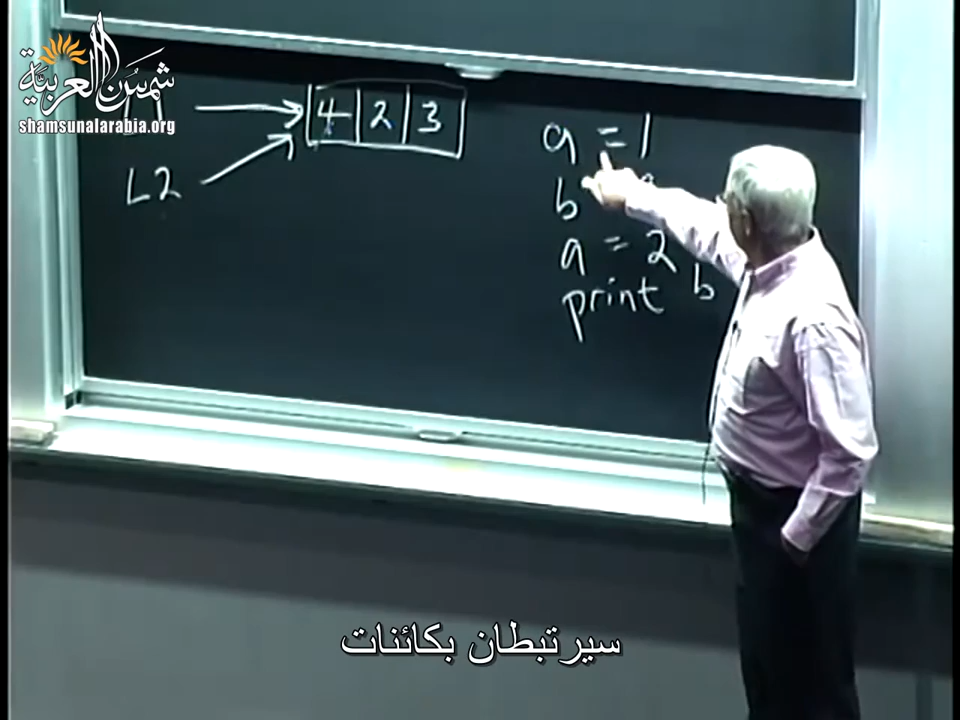 شمس العربية
shamsunalarabia.org
4 2 3
L2
a = 1
b
a = 2
print b
سيرتبطان بكائنات